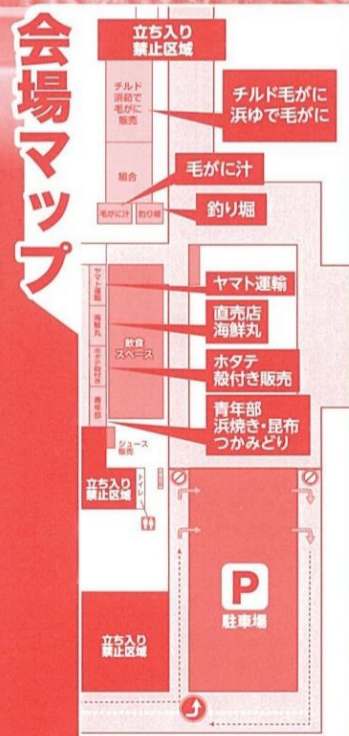 会場マップ
立ち入り
禁止区域
チルド
浜茹で
毛がに
販売
チルド毛がに
浜ゆで毛がに
組合
毛がに汁
毛がに汁
釣り堀
釣り堀
ヤマト運輸
ヤマト運輸
海鮮丸
直売店
海鮮丸
飲食
スペース
ホタテ殻付き
ホタテ
殻付き販売
青年部
青年部
浜焼き・昆布
つかみどり
ジュース
販売
立ち入り
禁止区域
トイレ
P
駐車場
立ち入り
禁止区域